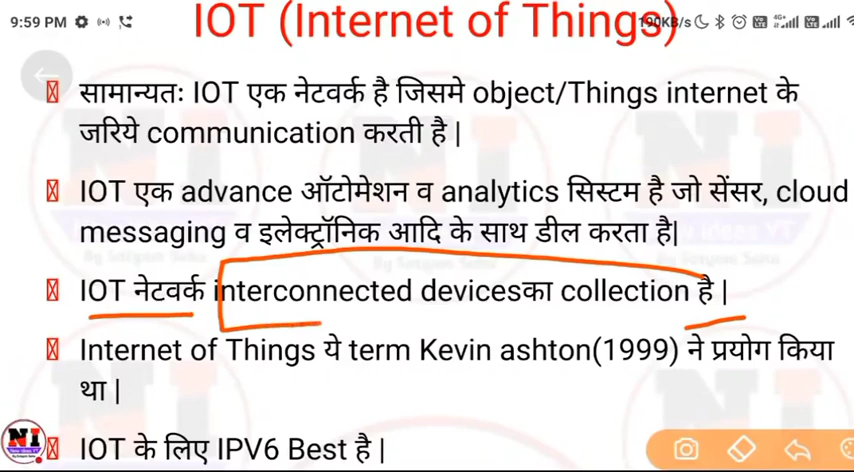 9:59 PM
190KB/s
IOT (Internet of Things)
सामान्यतः IOT एक नेटवर्क है जिसमे object/Things internet के
जरिये communication करती है |
IOT एक advance ऑटोमेशन व analytics सिस्टम है जो सेंसर, cloud
messaging व इलेक्ट्रॉनिक आदि के साथ डील करता है|
IOT नेटवर्क interconnected devicesका collection है |
Internet of Things ये term Kevin ashton(1999) ने प्रयोग किया
था |
IOT के लिए IPV6 Best है |
NI